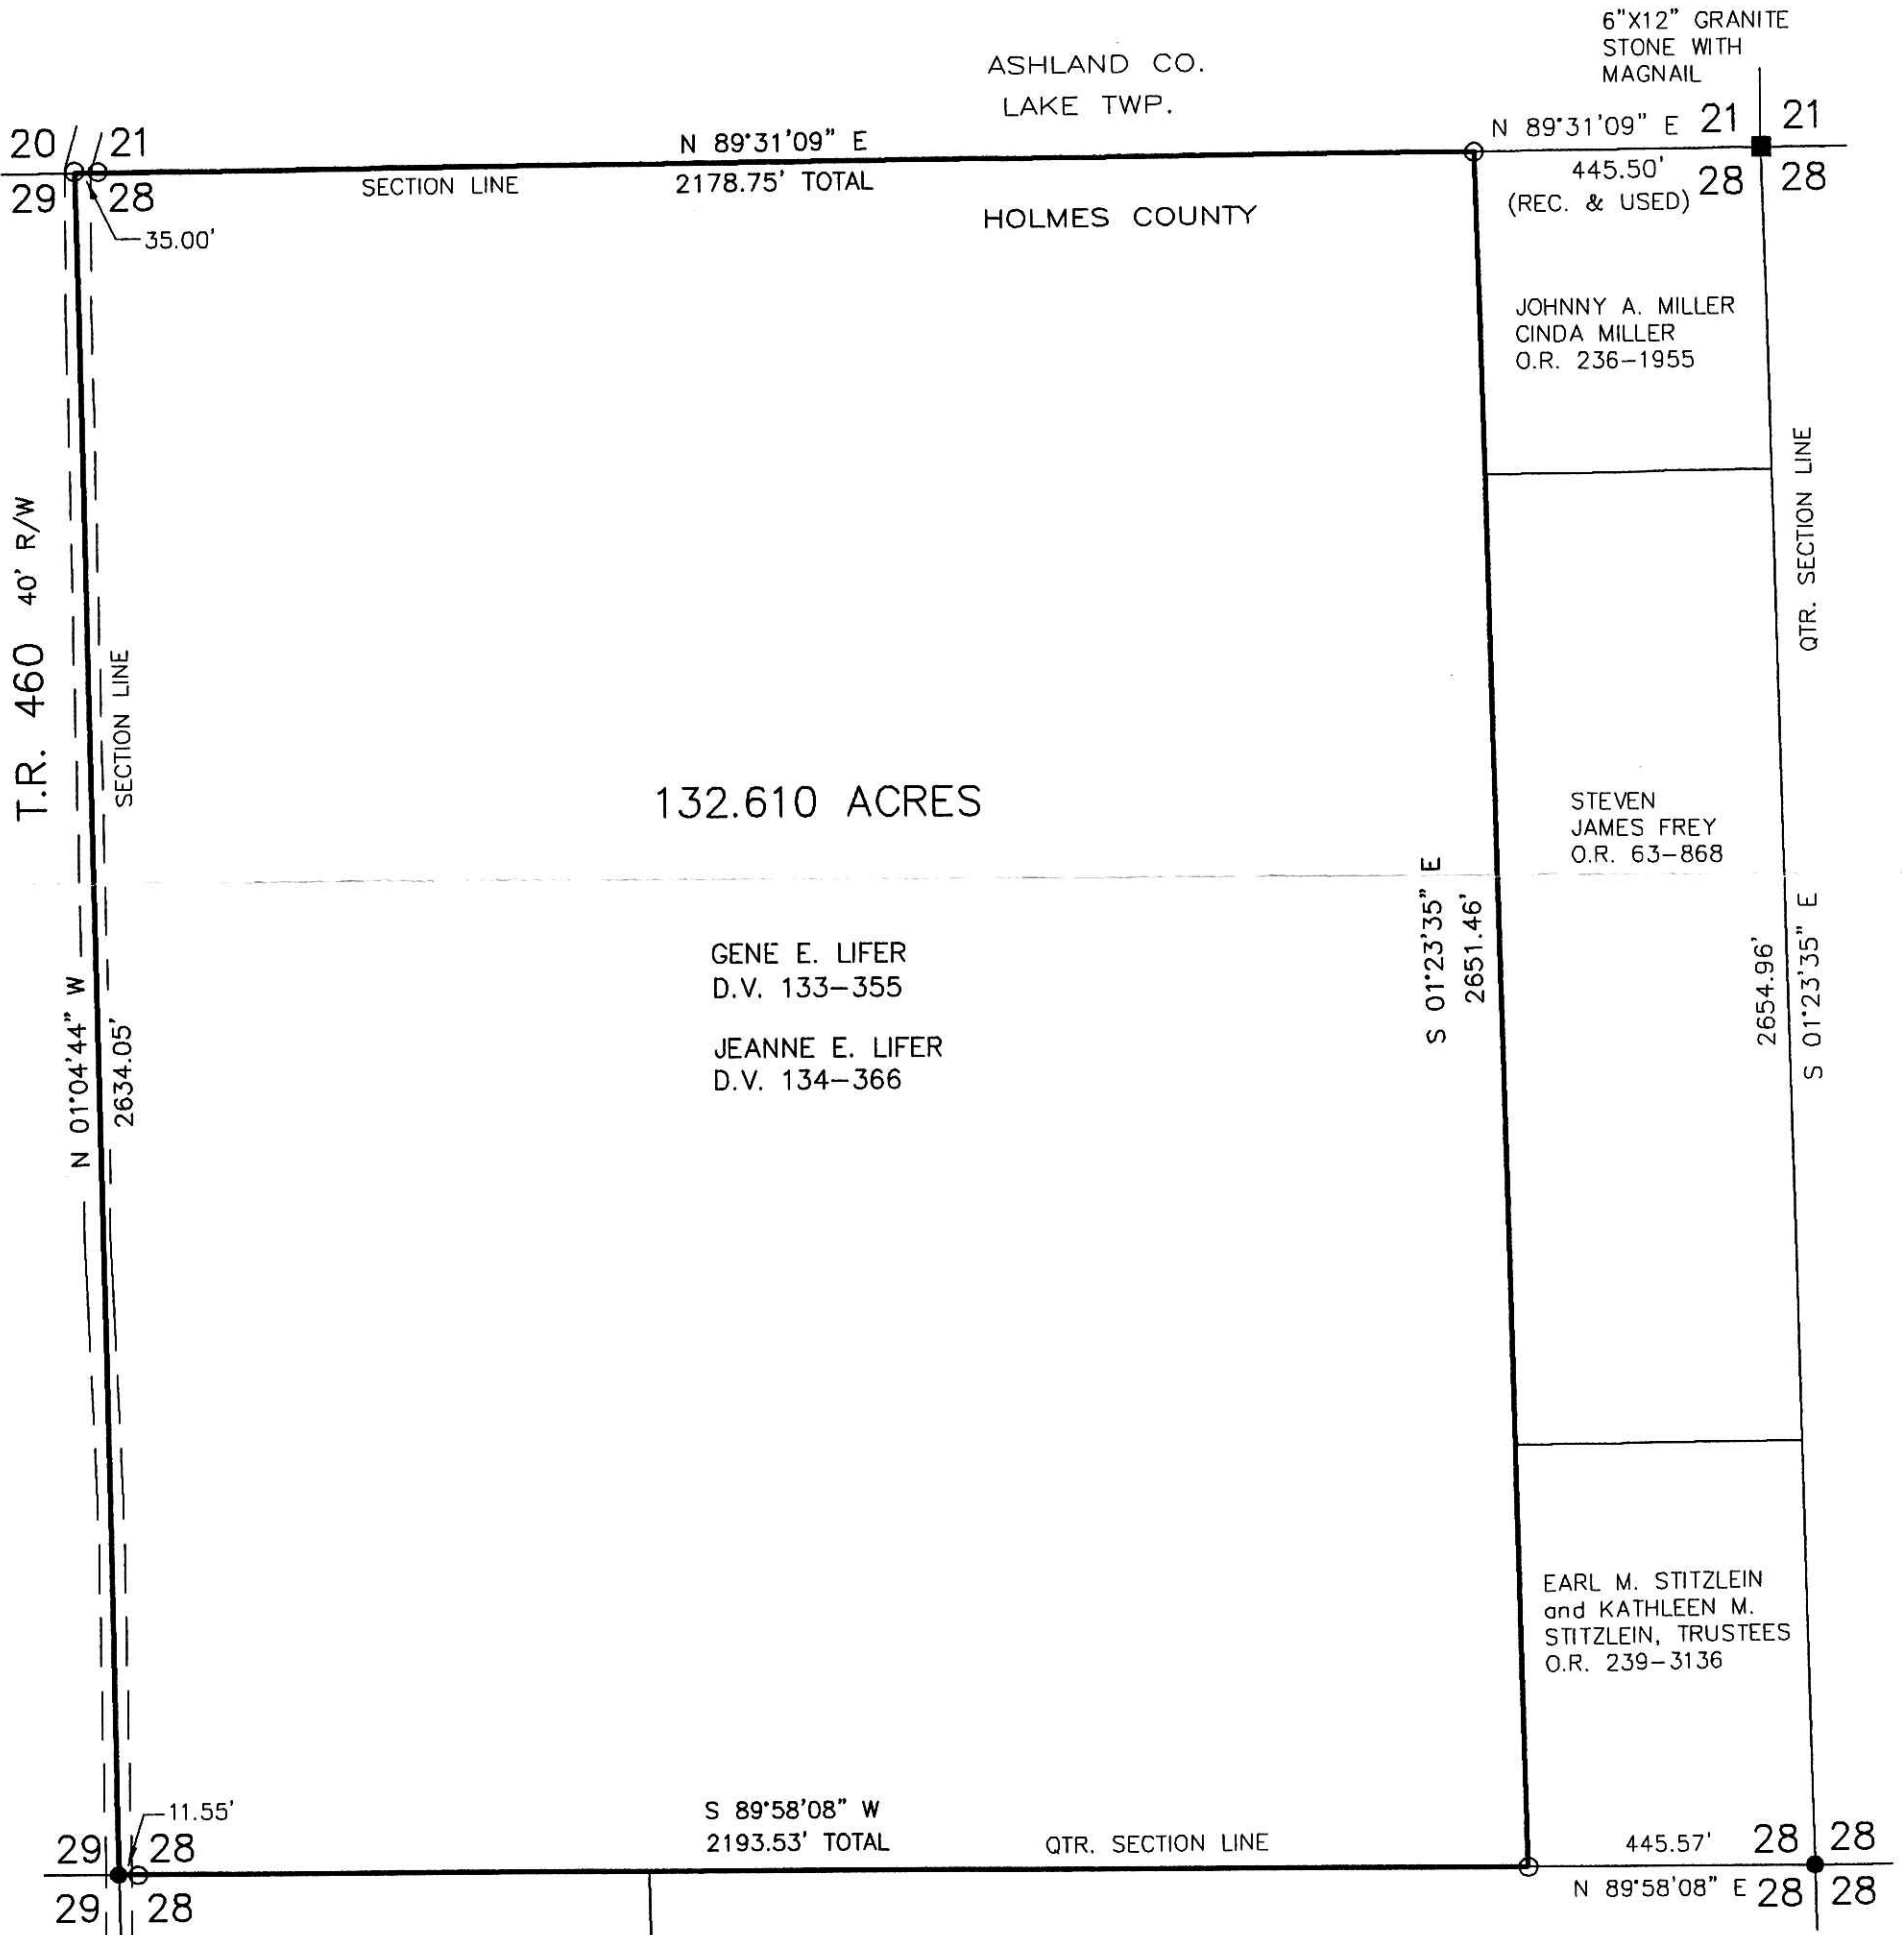 6"X12" GRANITE
STONE WITH
MAGNAIL
ASHLAND CO.
LAKE TWP.
20 21
29 28
35.00'
N 89°31'09" E
SECTION LINE 2178.75' TOTAL
HOLMES COUNTY
N 89°31'09" E 21 21
445.50' 28 28
(REC. & USED)
JOHNNY A. MILLER
CINDA MILLER
O.R. 236-1955
QTR. SECTION LINE
T.R. 460 40' R/W
SECTION LINE
132.610 ACRES
STEVEN
JAMES FREY
O.R. 63-868
GENE E. LIFER
D.V. 133-355
JEANNE E. LIFER
D.V. 134-366
N 01°04'44" W
2634.05'
S 01°23'35" E
2651.46'
2654.96'
S 01°23'35" E
EARL M. STITZLEIN
and KATHLEEN M.
STITZLEIN, TRUSTEES
O.R. 239-3136
11.55'
29 28
29 28
S 89°58'08" W
2193.53' TOTAL QTR. SECTION LINE
445.57' 28 28
N 89°58'08" E 28 28